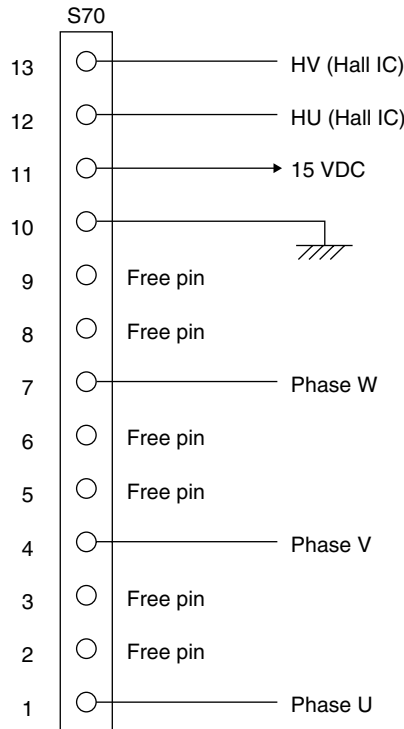 S70
13 HV (Hall IC)
12 HU (Hall IC)
11 15 VDC
10
9 Free pin
8 Free pin
7 Phase W
6 Free pin
5 Free pin
4 Phase V
3 Free pin
2 Free pin
1 Phase U